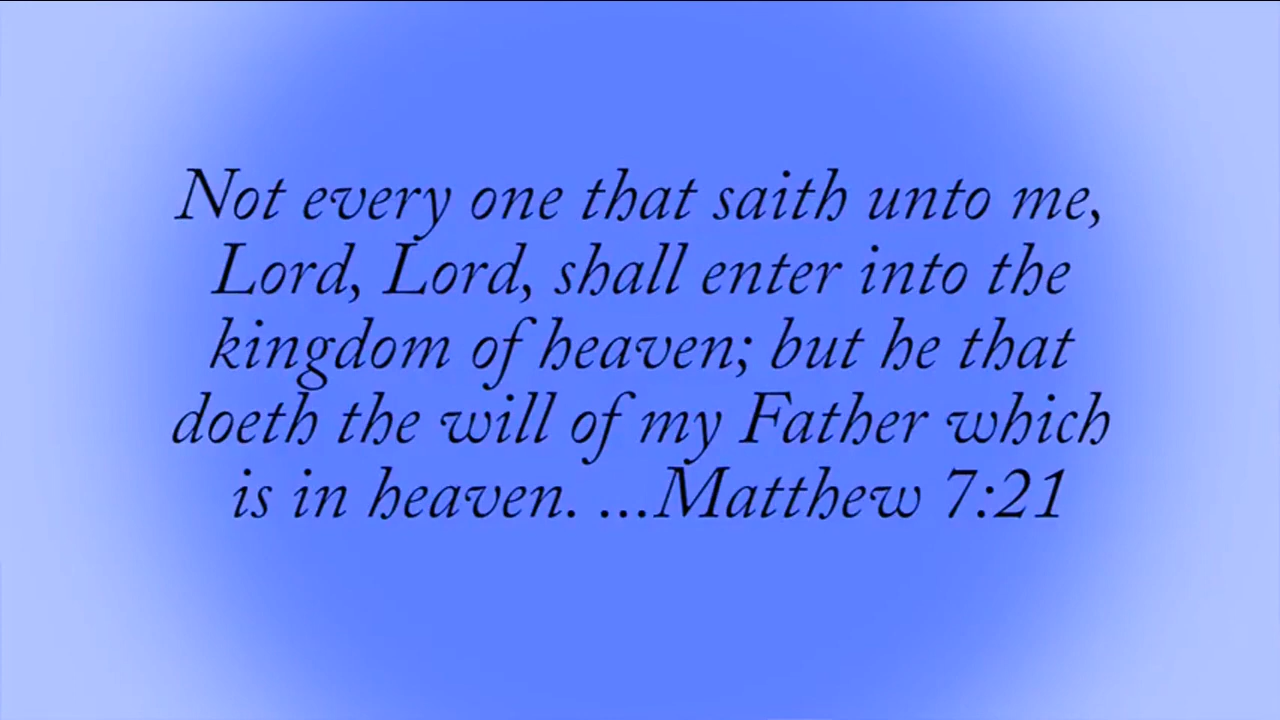 Not every one that saith unto me,
Lord, Lord, shall enter into the
kingdom of heaven; but he that
doeth the will of my Father which
is in heaven. ...Matthew 7:21